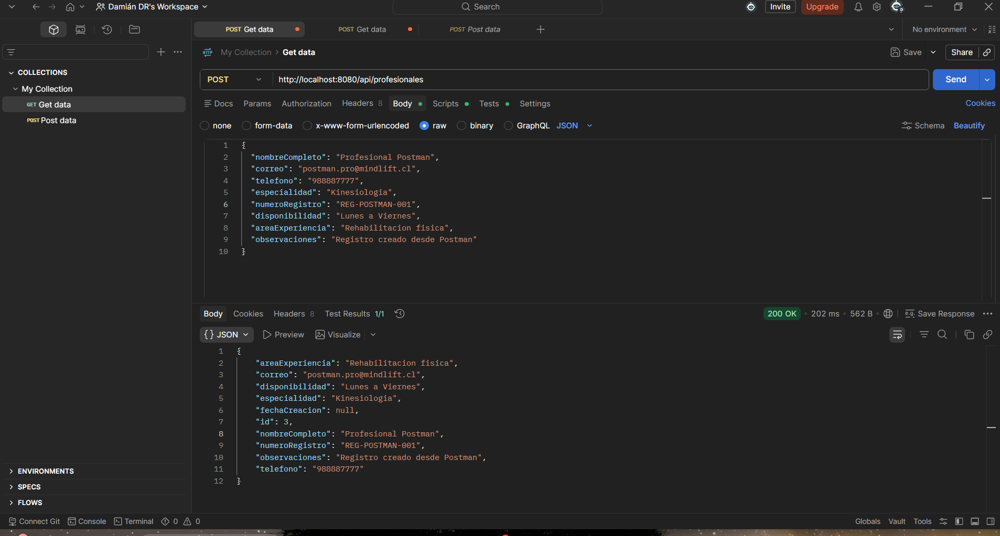 Damián DR's Workspace
Search
Invite
Upgrade
POST Get data
POST Get data
POST Post data
No environment
COLLECTIONS
My Collection
GET Get data
POST Post data
ENVIRONMENTS
SPECS
FLOWS
HTTP My Collection > Get data
Save
Share
POST
http://localhost:8080/api/profesionales
Send
Docs Params Authorization Headers 8 Body Scripts Tests Settings
Cookies
none form-data x-www-form-urlencoded raw binary GraphQL JSON
Schema Beautify
1 {
2 "nombreCompleto": "Profesional Postman",
3 "correo": "postman.pro@mindlift.cl",
4 "telefono": "988887777",
5 "especialidad": "Kinesiologia",
6 "numeroRegistro": "REG-POSTMAN-001",
7 "disponibilidad": "Lunes a Viernes",
8 "areaExperiencia": "Rehabilitacion fisica",
9 "observaciones": "Registro creado desde Postman"
10 }
Body Cookies Headers 8 Test Results 1/1
200 OK • 202 ms • 562 B
e.g. Save Response
{} JSON Preview Visualize
1 {
2 "areaExperiencia": "Rehabilitacion fisica",
3 "correo": "postman.pro@mindlift.cl",
4 "disponibilidad": "Lunes a Viernes",
5 "especialidad": "Kinesiologia",
6 "fechaCreacion": null,
7 "id": 3,
8 "nombreCompleto": "Profesional Postman",
9 "numeroRegistro": "REG-POSTMAN-001",
10 "observaciones": "Registro creado desde Postman",
11 "telefono": "988887777"
12 }
Connect Git Console Terminal 0 0
Globals Vault Tools